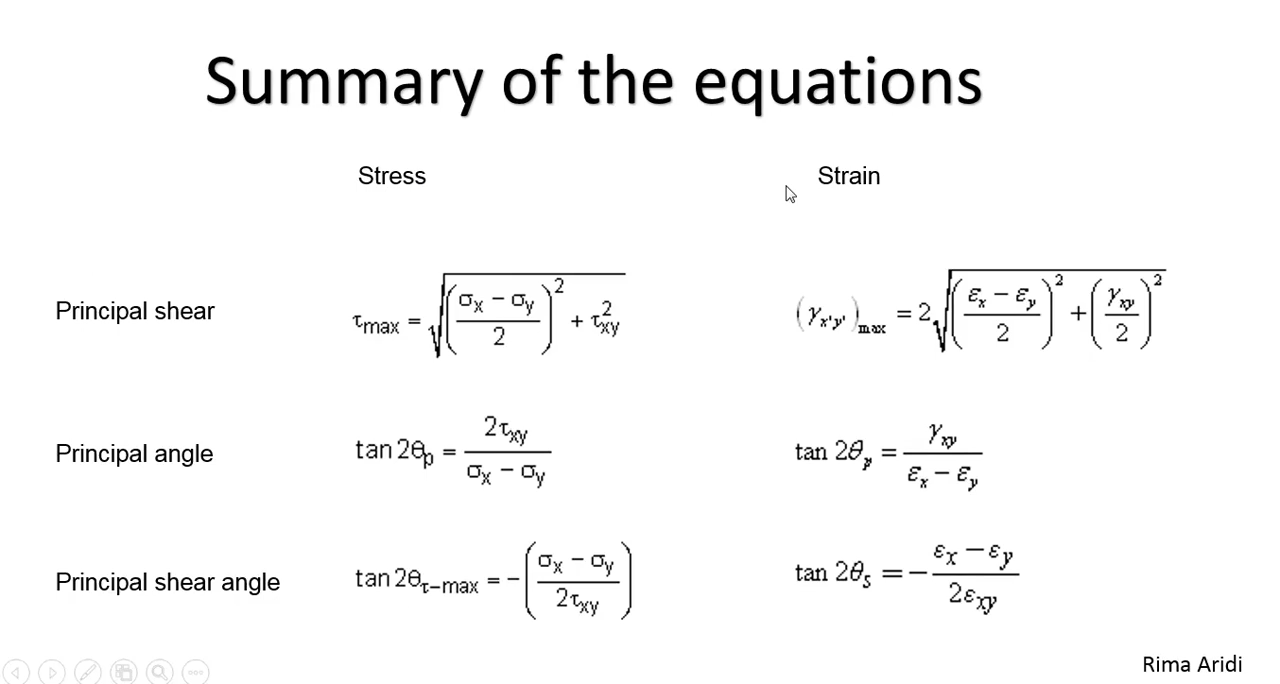 Summary of the equations
Stress Strain
Principal shear τmax = √(((σx − σy)/2)² + τ²xy) (γx'y')max = 2√(((εx − εy)/2)² + (γxy/2)²)
Principal angle tan 2θp = 2τxy/(σx − σy) tan 2θp = γxy/(εx − εy)
Principal shear angle tan 2θτ−max = −((σx − σy)/2τxy) tan 2θs = −(εx − εy)/2εxy
Rima Aridi